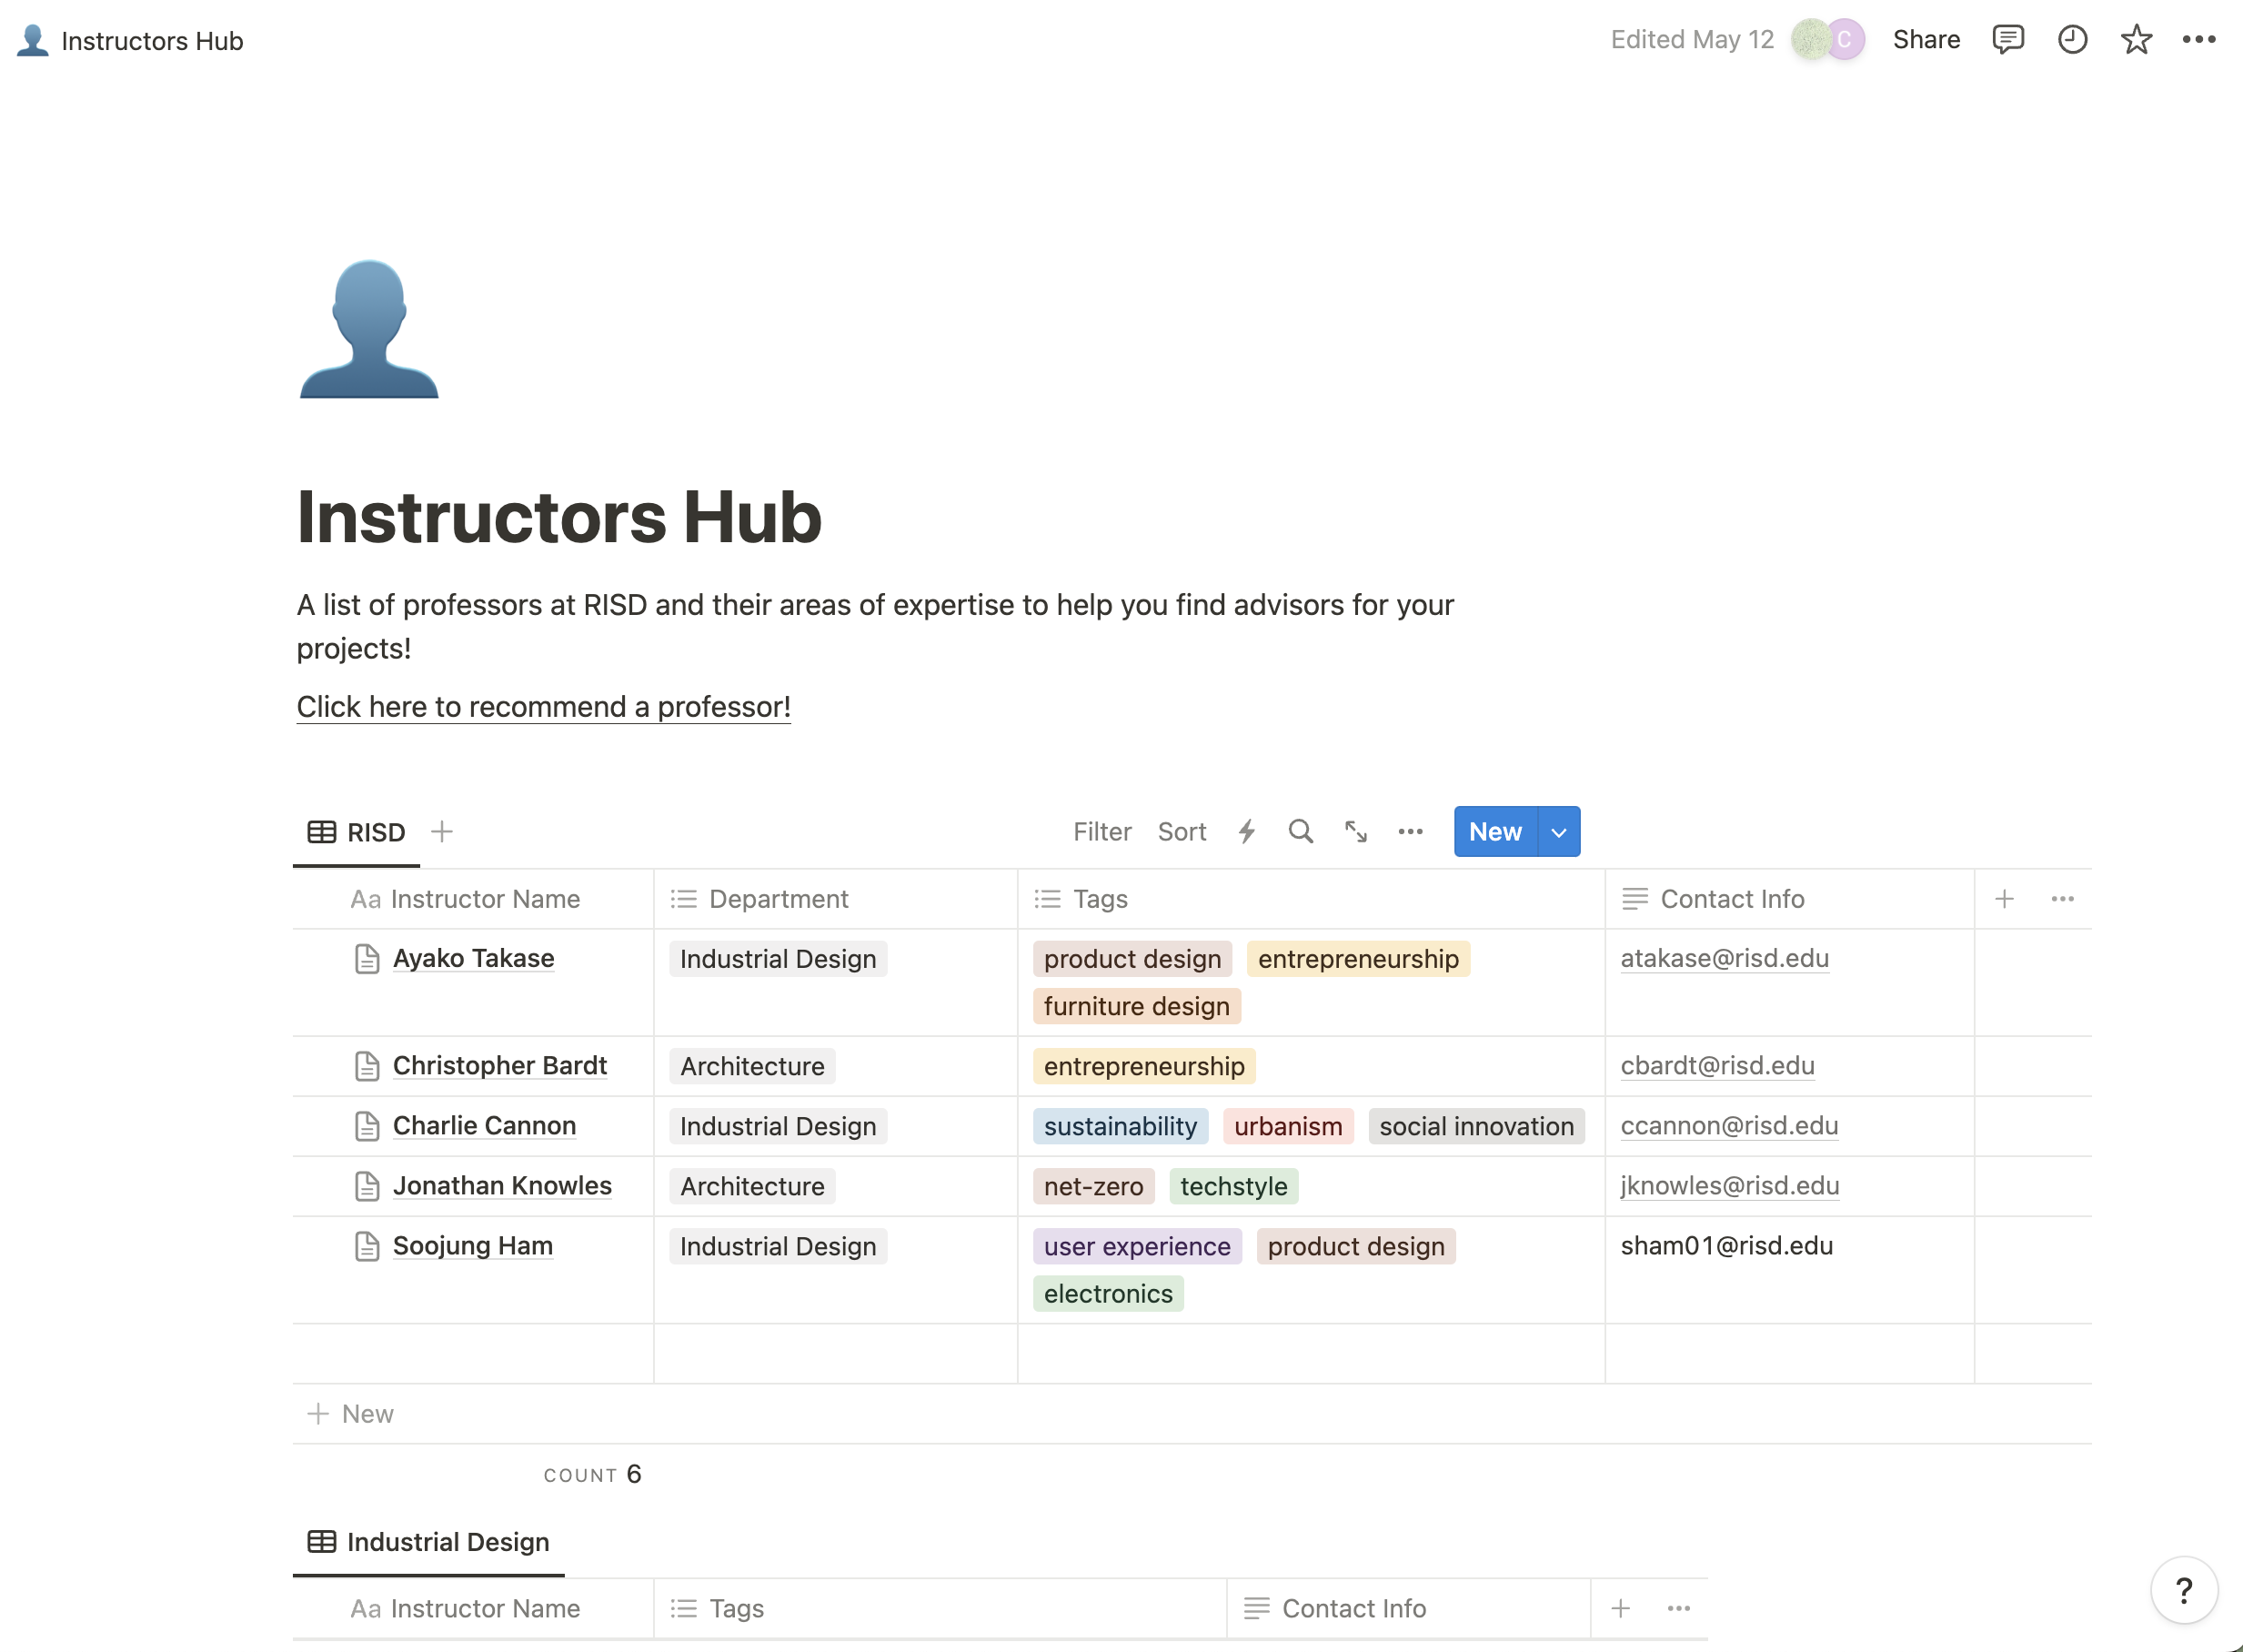 Instructors Hub
Edited May 12
C
Share
Instructors Hub
A list of professors at RISD and their areas of expertise to help you find advisors for your
projects!
Click here to recommend a professor!
RISD
Filter Sort New
Aa Instructor Name Department Tags Contact Info
Ayako Takase Industrial Design product design entrepreneurship atakase@risd.edu
furniture design
Christopher Bardt Architecture entrepreneurship cbardt@risd.edu
Charlie Cannon Industrial Design sustainability urbanism social innovation ccannon@risd.edu
Jonathan Knowles Architecture net-zero techstyle jknowles@risd.edu
Soojung Ham Industrial Design user experience product design sham01@risd.edu
electronics
+ New
COUNT 6
Industrial Design
Aa Instructor Name Tags Contact Info
?